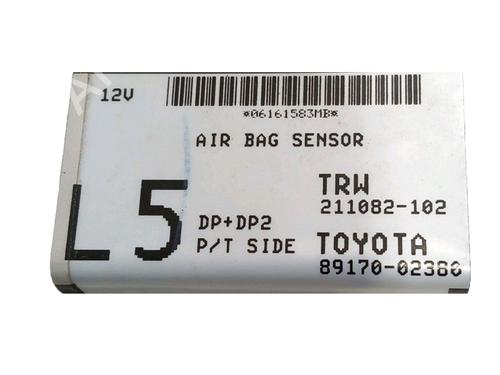 12V
*06161583MB*
AIR BAG SENSOR
L5
TRW
211082-102
DP+DP2
P/T SIDE
TOYOTA
89170-02380